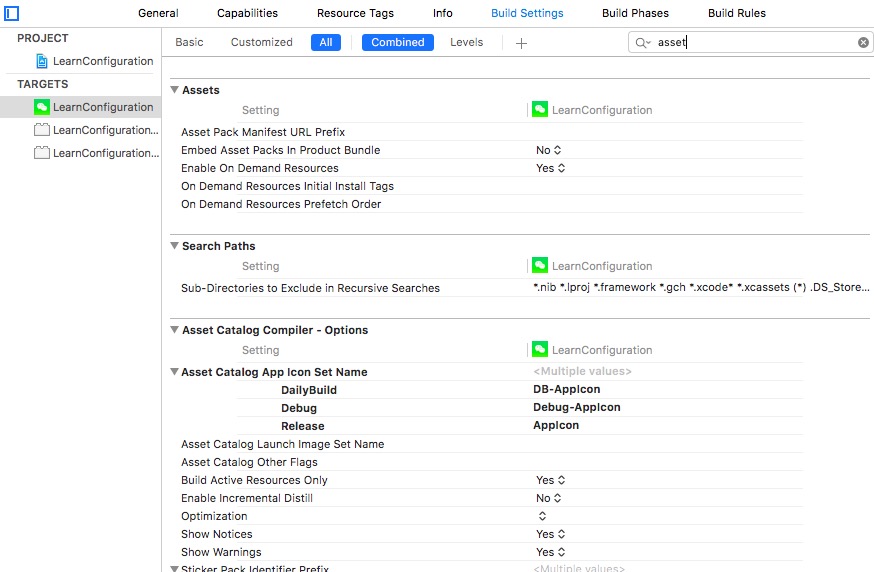 General Capabilities Resource Tags Info Build Settings Build Phases Build Rules
PROJECT
LearnConfiguration
TARGETS
LearnConfiguration
LearnConfiguration...
LearnConfiguration...
Basic Customized All Combined Levels + asset
Assets
Setting LearnConfiguration
Asset Pack Manifest URL Prefix
Embed Asset Packs In Product Bundle No
Enable On Demand Resources Yes
On Demand Resources Initial Install Tags
On Demand Resources Prefetch Order
Search Paths
Setting LearnConfiguration
Sub-Directories to Exclude in Recursive Searches *.nib *.lproj *.framework *.gch *.xcode* *.xcassets (*) .DS_Store...
Asset Catalog Compiler - Options
Setting LearnConfiguration
Asset Catalog App Icon Set Name <Multiple values>
DailyBuild DB-AppIcon
Debug Debug-AppIcon
Release AppIcon
Asset Catalog Launch Image Set Name
Asset Catalog Other Flags
Build Active Resources Only Yes
Enable Incremental Distill No
Optimization
Show Notices Yes
Show Warnings Yes
Sticker Pack Identifier Prefix <Multiple values>